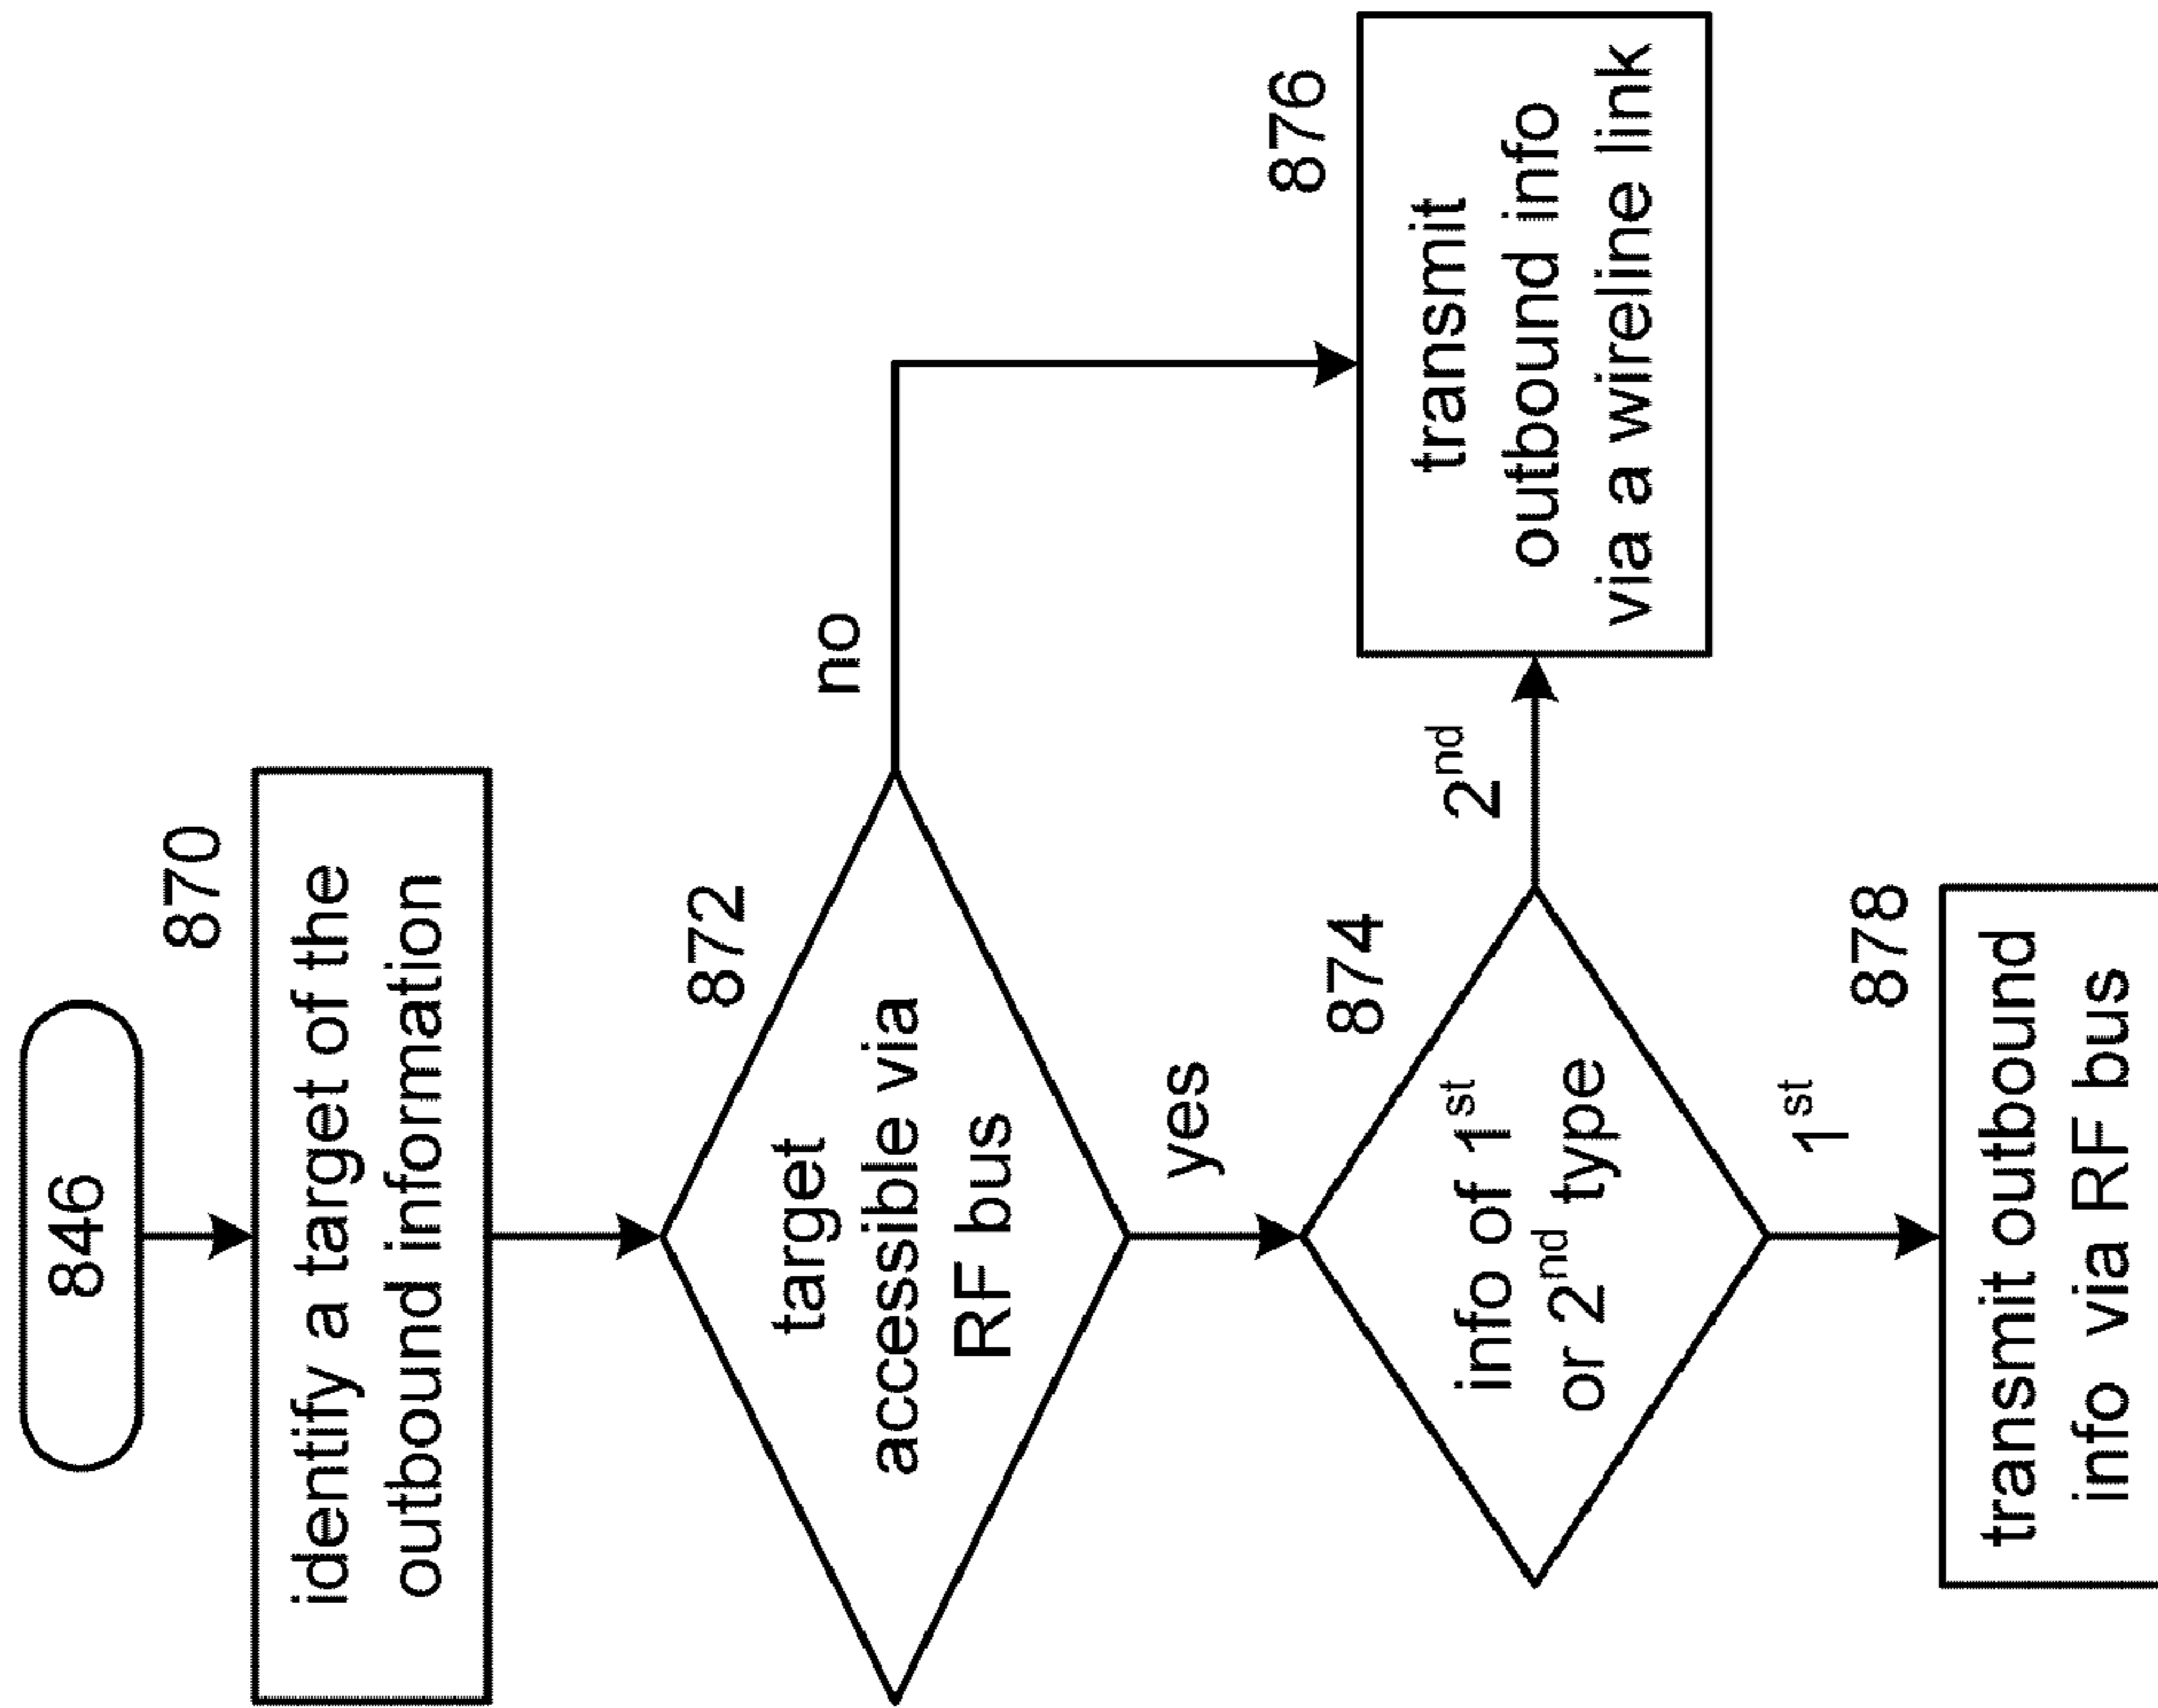 846
870
identify a target of the
outbound information
872
target
accessible via
RF bus
no
yes
874
info of 1st
or 2nd type
2nd
876
transmit
outbound info
via a wireline link
1st
878
transmit outbound
info via RF bus